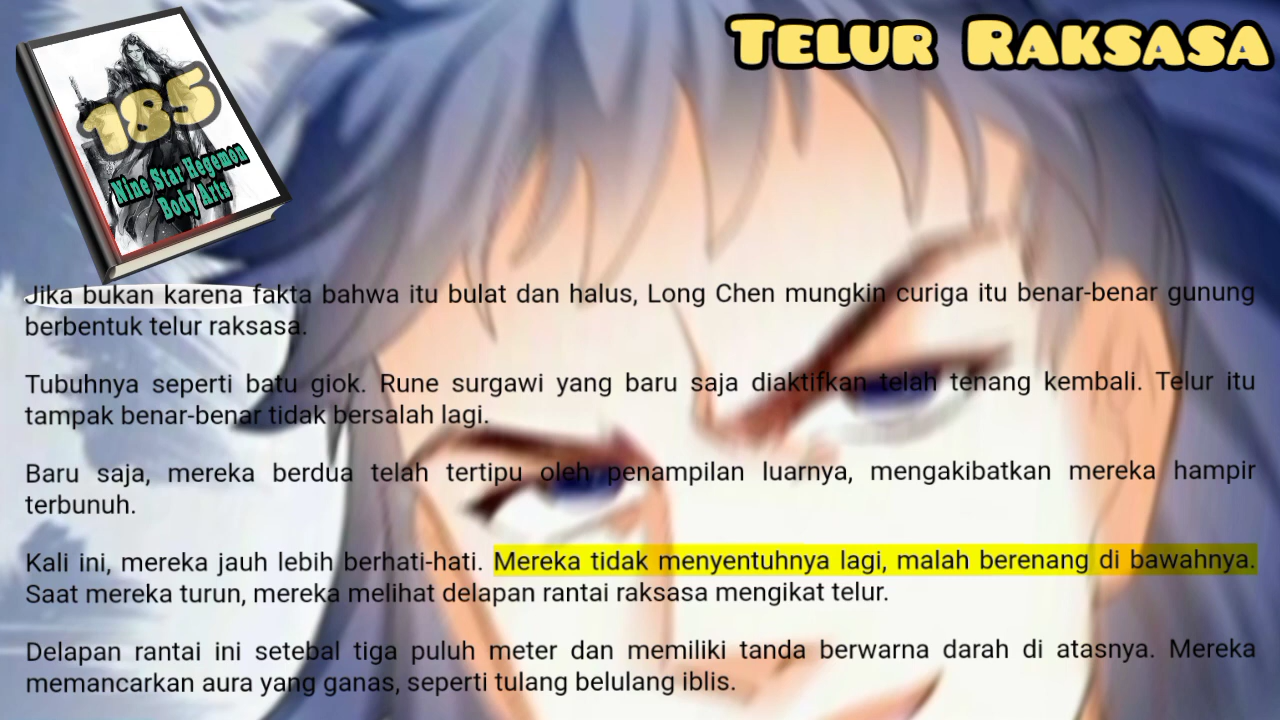 Telur Raksasa
185
Nine Star Hegemon
Body Arts
Jika bukan karena fakta bahwa itu bulat dan halus, Long Chen mungkin curiga itu benar-benar gunung
berbentuk telur raksasa.
Tubuhnya seperti batu giok. Rune surgawi yang baru saja diaktifkan telah tenang kembali. Telur itu
tampak benar-benar tidak bersalah lagi.
Baru saja, mereka berdua telah tertipu oleh penampilan luarnya, mengakibatkan mereka hampir
terbunuh.
Kali ini, mereka jauh lebih berhati-hati. Mereka tidak menyentuhnya lagi, malah berenang di bawahnya.
Saat mereka turun, mereka melihat delapan rantai raksasa mengikat telur.
Delapan rantai ini setebal tiga puluh meter dan memiliki tanda berwarna darah di atasnya. Mereka
memancarkan aura yang ganas, seperti tulang belulang iblis.